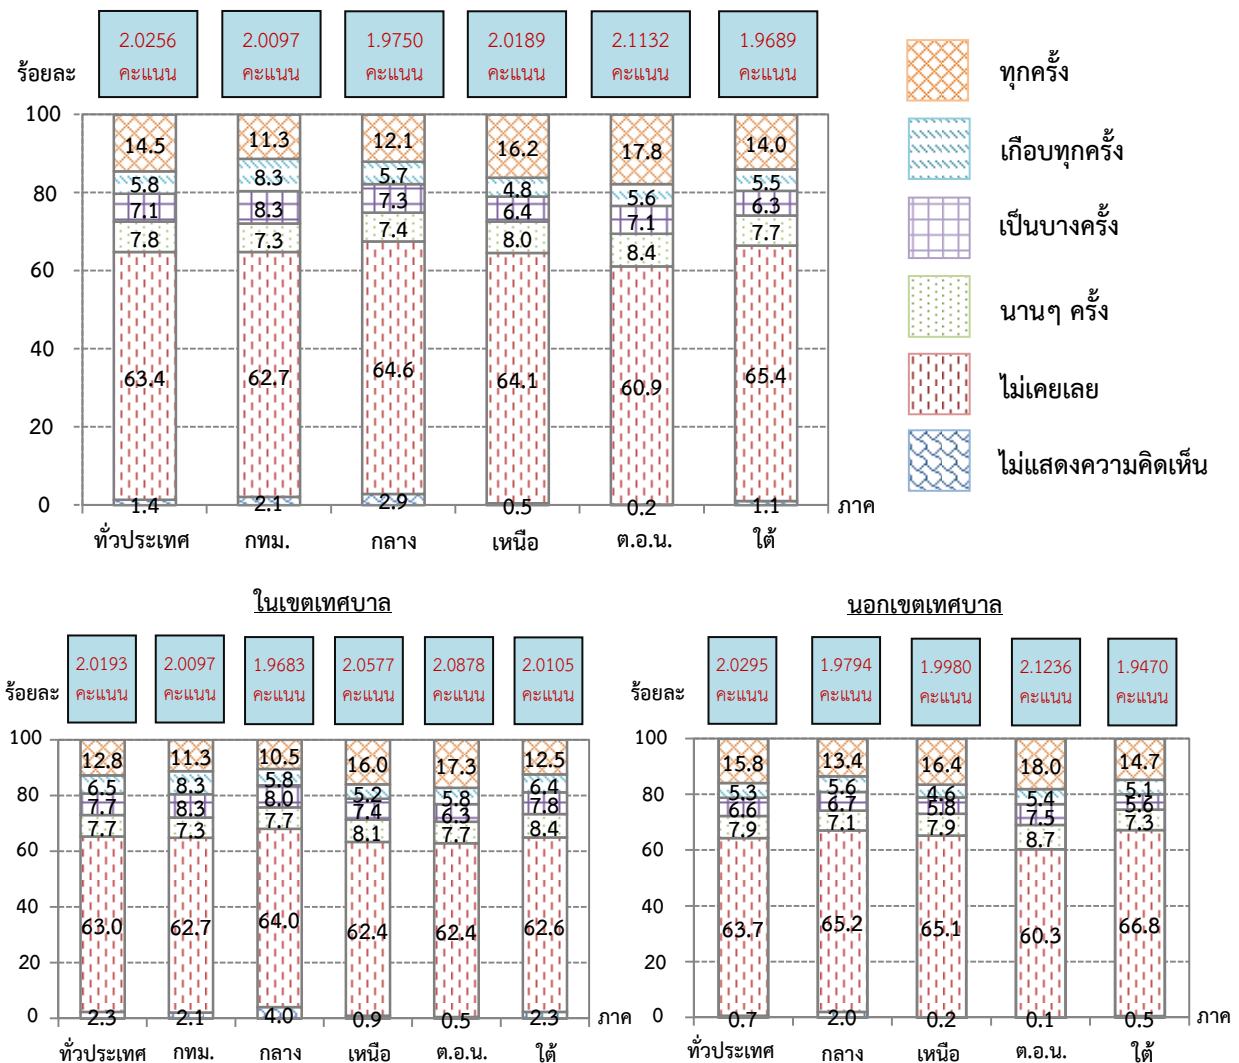 2.0256 2.0097 1.9750 2.0189 2.1132 1.9689
คะแนน คะแนน คะแนน คะแนน คะแนน คะแนน
ร้อยละ
100
14.5 11.3 12.1 16.2 17.8 14.0
5.8 8.3 5.7 4.8 5.6 5.5
80
7.1 8.3 7.3 6.4 7.1 6.3
7.8 7.3 7.4 8.0 8.4 7.7
60
40
63.4 62.7 64.6 64.1 60.9 65.4
20
0
1.4 2.1 2.9 0.5 0.2 1.1 ภาค
ทั่วประเทศ กทม. กลาง เหนือ ต.อ.น. ใต้
ทุกครั้ง
เกือบทุกครั้ง
เป็นบางครั้ง
นานๆ ครั้ง
ไม่เคยเลย
ไม่แสดงความคิดเห็น
ในเขตเทศบาล
2.0193 2.0097 1.9683 2.0577 2.0878 2.0105
คะแนน คะแนน คะแนน คะแนน คะแนน คะแนน
ร้อยละ
100
12.8 11.3 10.5 16.0 17.3 12.5
6.5 8.3 5.8 5.2 5.8 6.4
80
7.7 8.3 8.0 7.4 6.3 7.8
7.7 7.3 7.7 8.1 7.7 8.4
60
40
63.0 62.7 64.0 62.4 62.4 62.6
20
0
2.3 2.1 4.0 0.9 0.5 2.3 ภาค
ทั่วประเทศ กทม. กลาง เหนือ ต.อ.น. ใต้
นอกเขตเทศบาล
2.0295 1.9794 1.9980 2.1236 1.9470
คะแนน คะแนน คะแนน คะแนน คะแนน
ร้อยละ
100
15.8 13.4 16.4 18.0 14.7
5.3 5.6 4.6 5.4 5.1
80
6.6 6.7 5.8 7.5 5.6
7.9 7.1 7.9 8.7 7.3
60
40
63.7 65.2 65.1 60.3 66.8
20
0
0.7 2.0 0.2 0.1 0.5 ภาค
ทั่วประเทศ กลาง เหนือ ต.อ.น. ใต้